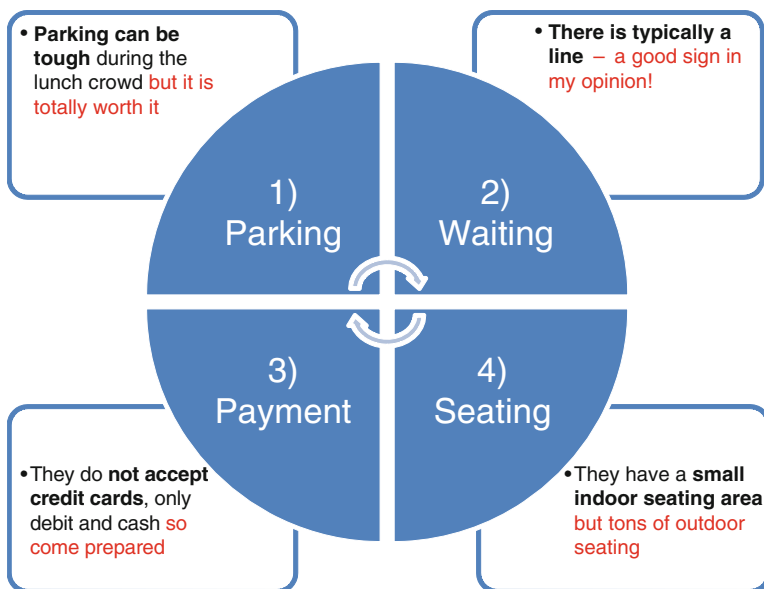 • Parking can be
tough during the
lunch crowd but it is
totally worth it
• There is typically a
line – a good sign in
my opinion!
1)
Parking
2)
Waiting
3)
Payment
4)
Seating
• They do not accept
credit cards, only
debit and cash so
come prepared
• They have a small
indoor seating area
but tons of outdoor
seating